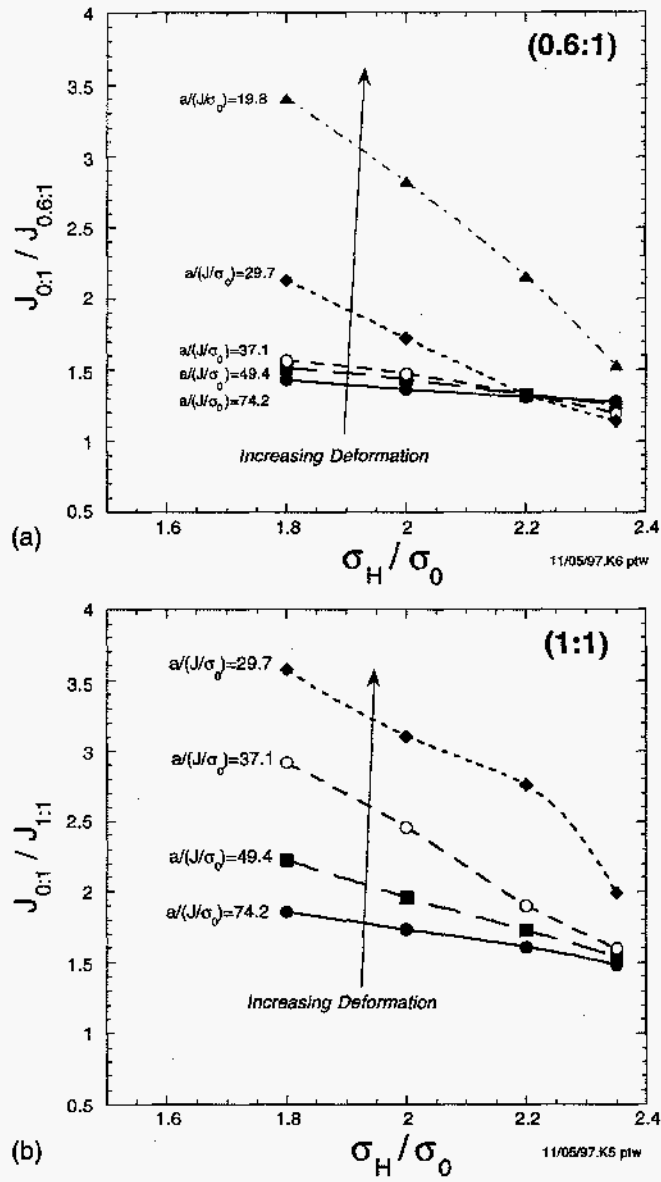 (0.6:1)
4
3.5
3
2.5
2
1.5
1
0.5
J0:1 / J0.6:1
a/(J/σ0)=19.8
a/(J/σ0)=29.7
a/(J/σ0)=37.1
a/(J/σ0)=49.4
a/(J/σ0)=74.2
Increasing Deformation
1.6 1.8 2 2.2 2.4
(a)
σH / σ0
11/05/97.K6 ptw
(1:1)
4
3.5
3
2.5
2
1.5
1
0.5
J0:1 / J1:1
a/(J/σ0)=29.7
a/(J/σ0)=37.1
a/(J/σ0)=49.4
a/(J/σ0)=74.2
Increasing Deformation
1.6 1.8 2 2.2 2.4
(b)
σH / σ0
11/05/97.K5 ptw